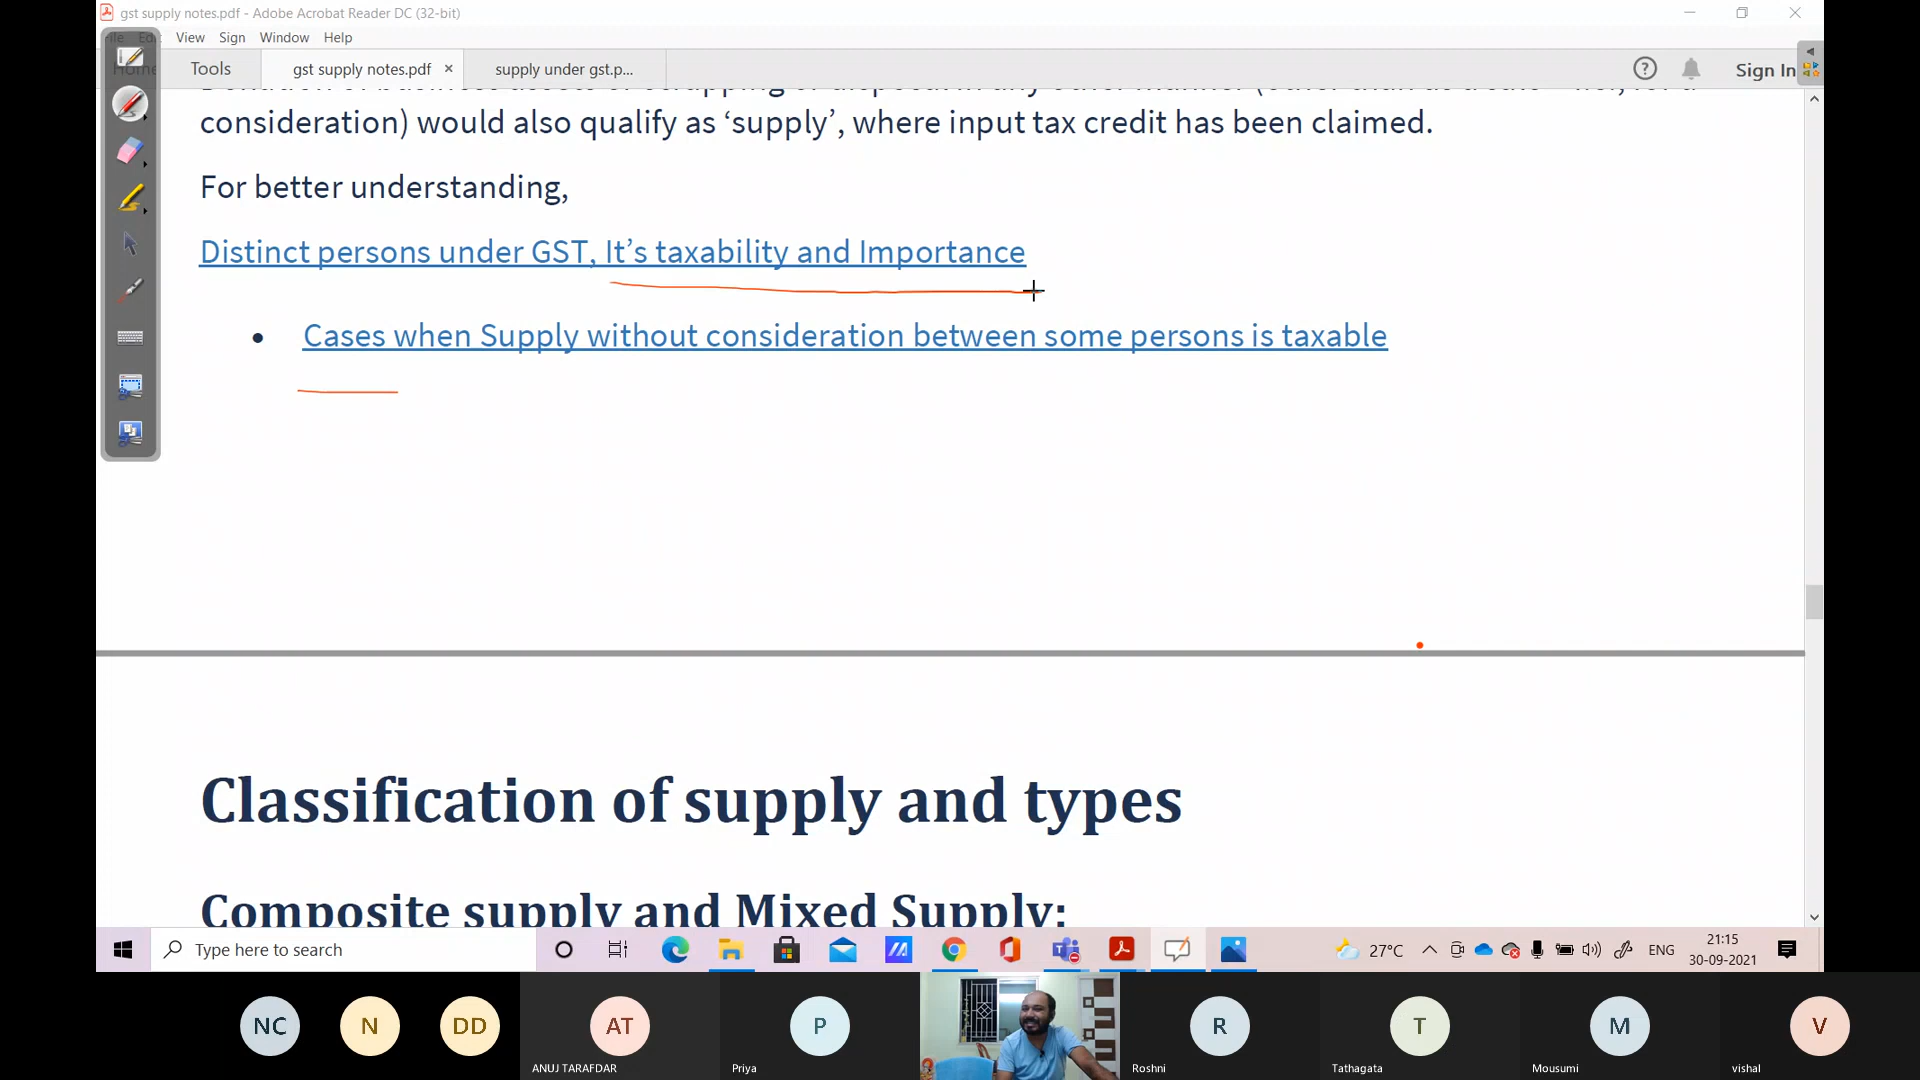 gst supply notes.pdf - Adobe Acrobat Reader DC (32-bit)
View Sign Window Help
Tools gst supply notes.pdf × supply under gst.p... Sign In
consideration) would also qualify as ‘supply’, where input tax credit has been claimed.
For better understanding,
Distinct persons under GST, It’s taxability and Importance
• Cases when Supply without consideration between some persons is taxable
Classification of supply and types
Composite supply and Mixed Supply:
Type here to search 27°C ENG 21:15
30-09-2021
NC N DD AT P R T M V
ANUJ TARAFDAR Priya Roshni Tathagata Mousumi vishal